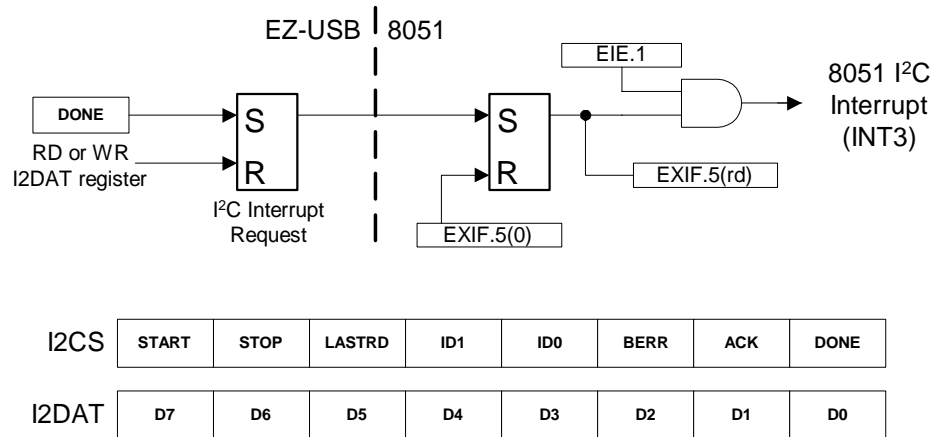 EZ-USB 8051
EIE.1
8051 I²C
Interrupt
(INT3)
DONE
S
R
S
R
RD or WR
I2DAT register
EXIF.5(rd)
I²C Interrupt
Request
EXIF.5(0)
I2CS START STOP LASTRD ID1 ID0 BERR ACK DONE
I2DAT D7 D6 D5 D4 D3 D2 D1 D0